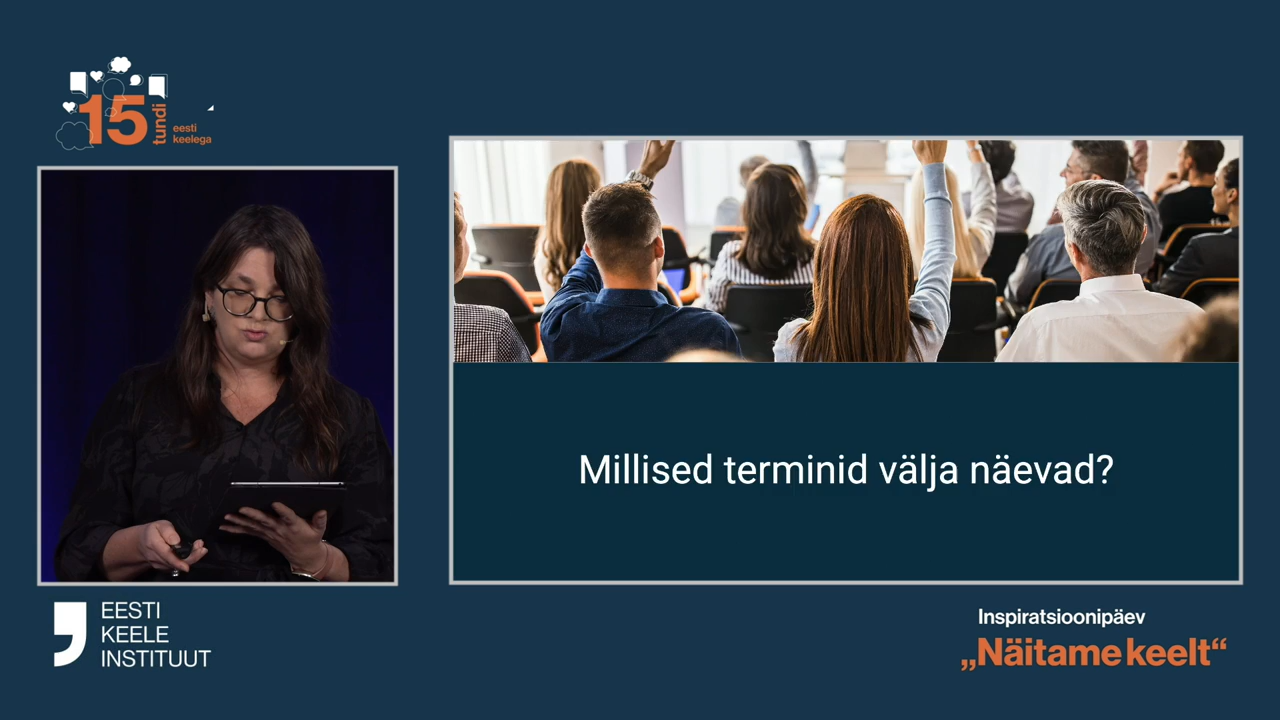 15
tundi
eesti
keelega
Millised terminid välja näevad?
EESTI
KEELE
INSTITUUT
Inspiratsioonipäev
„Näitame keelt“